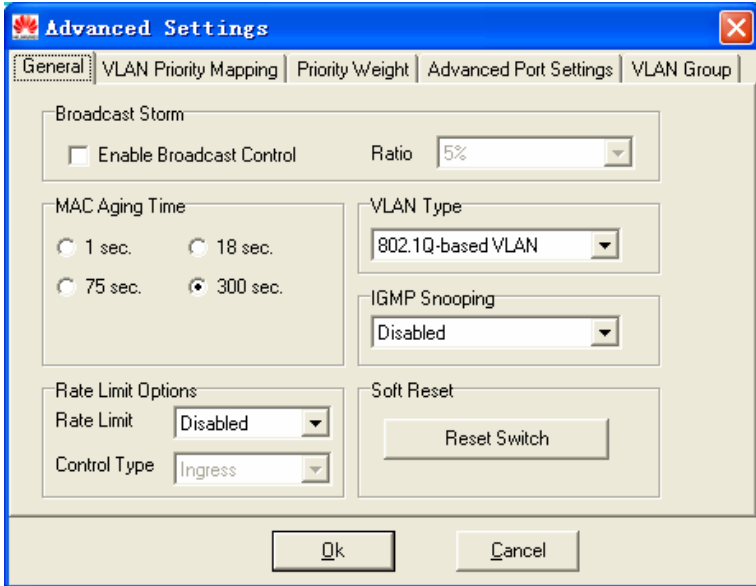 Advanced Settings
General VLAN Priority Mapping Priority Weight Advanced Port Settings VLAN Group
Broadcast Storm
Enable Broadcast Control Ratio 5%
MAC Aging Time
1 sec. 18 sec.
75 sec. 300 sec.
VLAN Type
802.1Q-based VLAN
IGMP Snooping
Disabled
Rate Limit Options
Rate Limit Disabled
Control Type Ingress
Soft Reset
Reset Switch
Ok Cancel